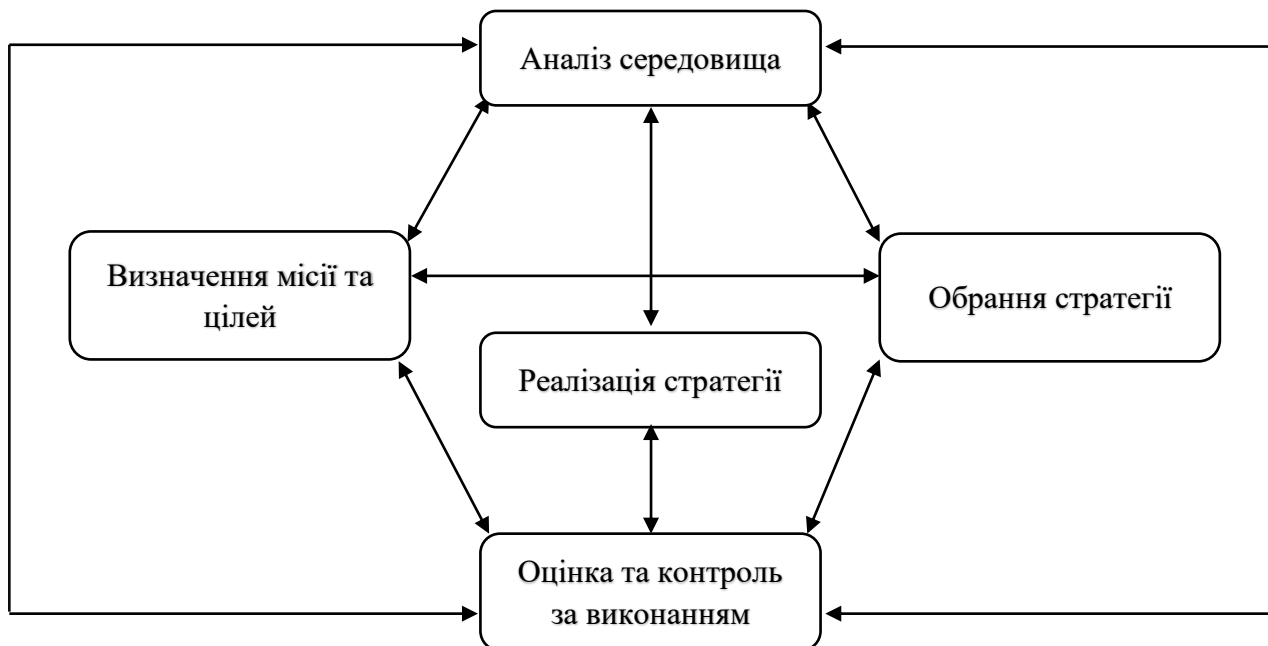 Аналіз середовища
Визначення місії та
цілей
Обрання стратегії
Реалізація стратегії
Оцінка та контроль
за виконанням